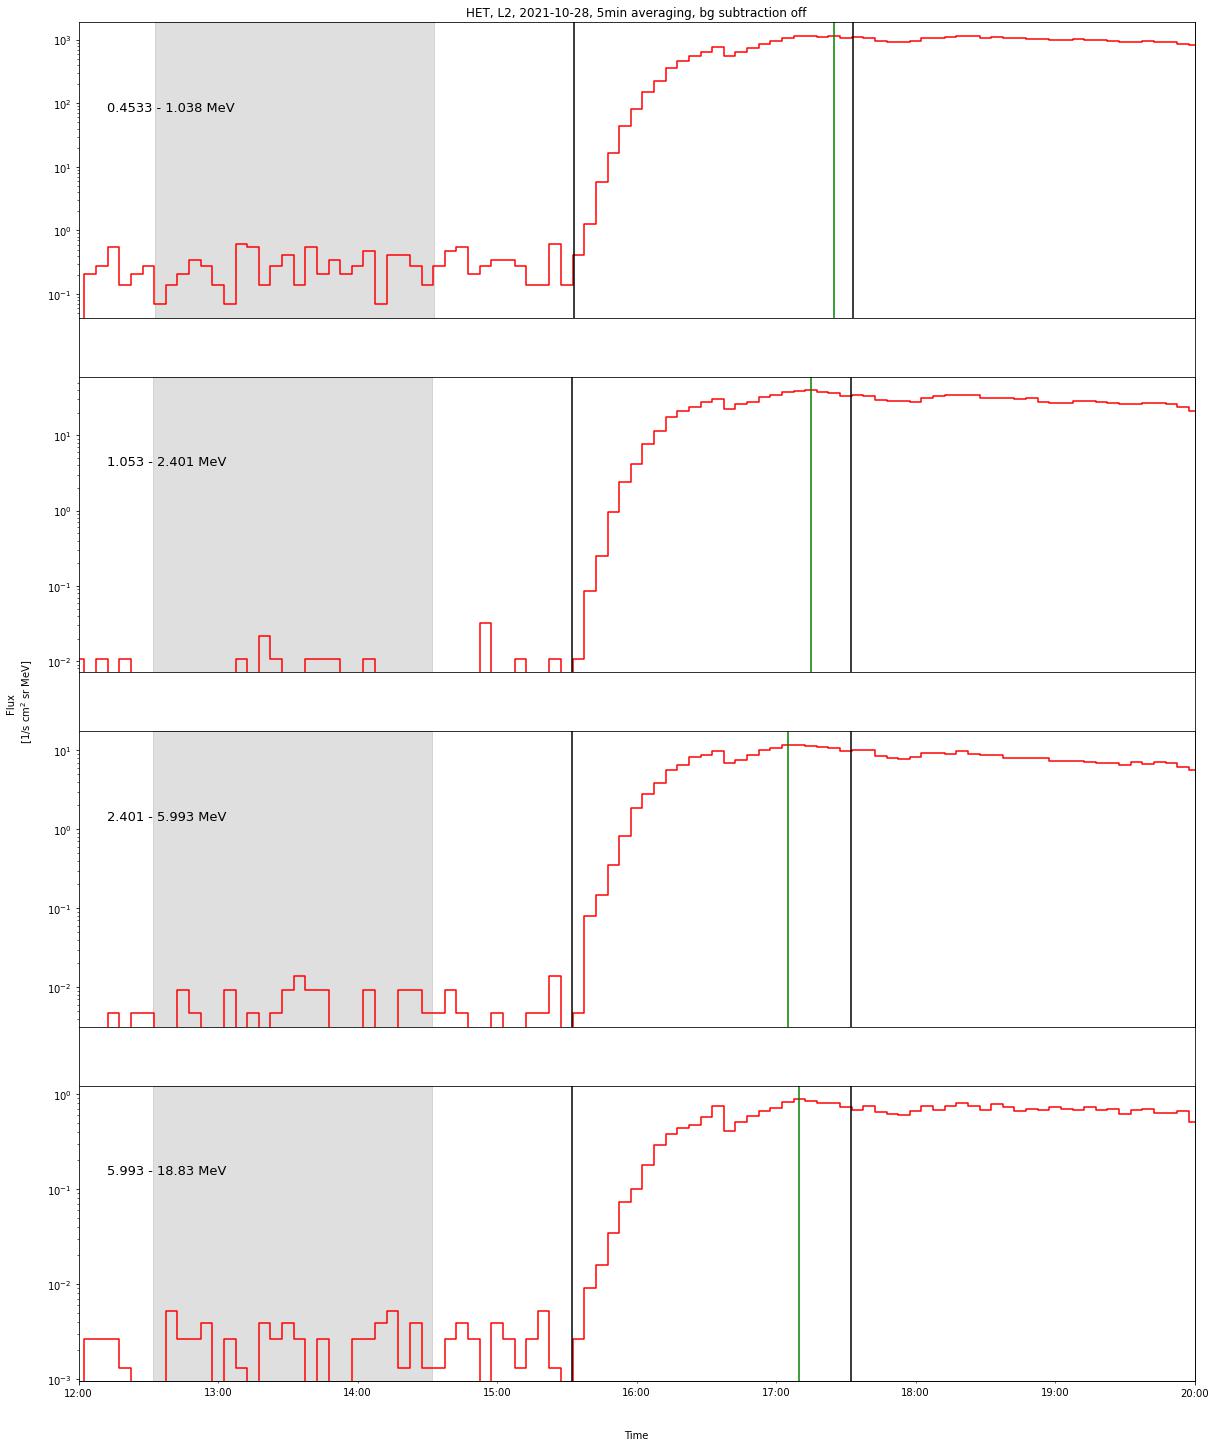 HET, L2, 2021-10-28, 5min averaging, bg subtraction off
10³
10²
10¹
10⁰
10⁻¹
0.4533 - 1.038 MeV
10¹
10⁰
10⁻¹
10⁻²
1.053 - 2.401 MeV
Flux
[1/s cm² sr MeV]
10¹
10⁰
10⁻¹
10⁻²
2.401 - 5.993 MeV
10⁰
10⁻¹
10⁻²
10⁻³
5.993 - 18.83 MeV
12:00 13:00 14:00 15:00 16:00 17:00 18:00 19:00 20:00
Time